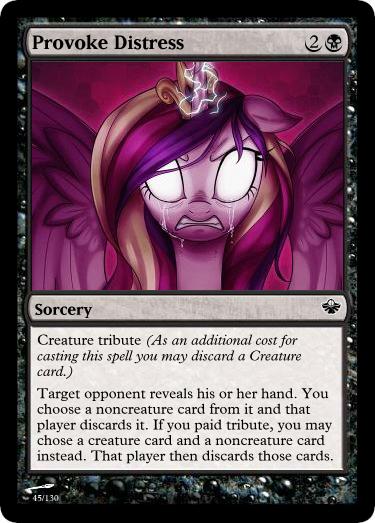 Provoke Distress 2
Sorcery
Creature tribute (As an additional cost for
casting this spell you may discard a Creature
card.)
Target opponent reveals his or her hand. You
choose a noncreature card from it and that
player discards it. If you paid tribute, you may
chose a creature card and a noncreature card
instead. That player then discards those cards.
45/130